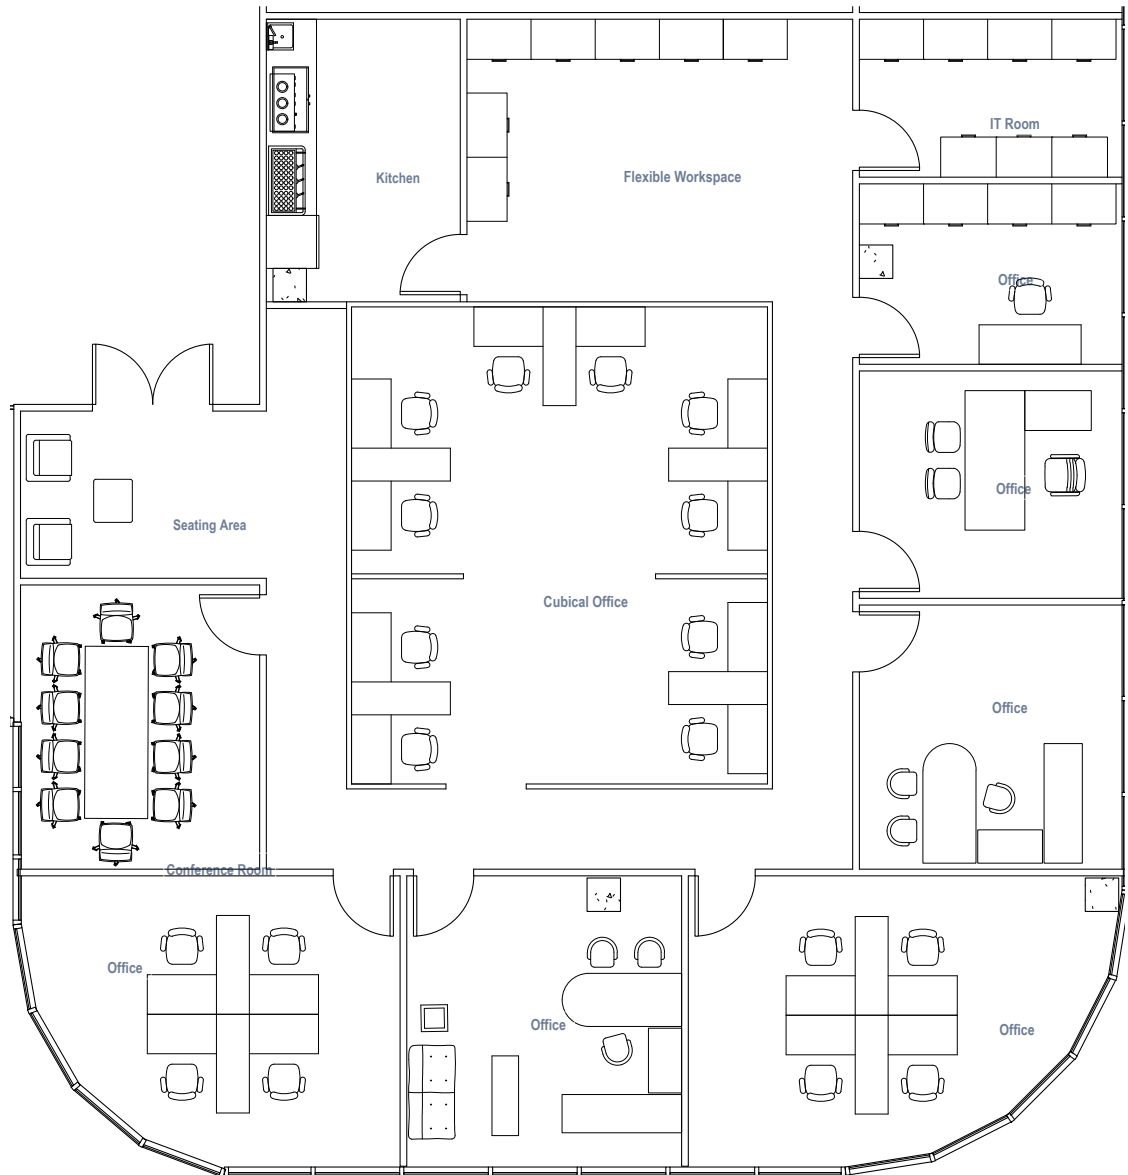 IT Room
Kitchen
Flexible Workspace
Office
Office
Seating Area
Cubical Office
Office
Conference Room
Office
Office
Office